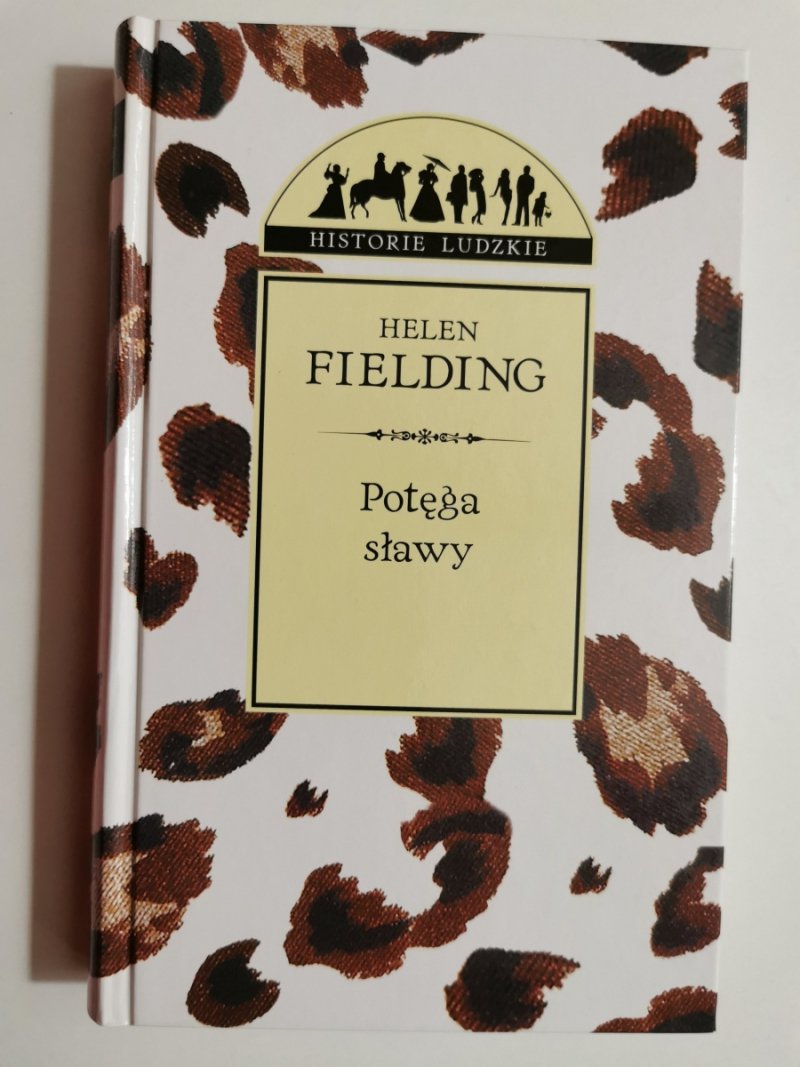 HISTORIE LUDZKIE
HELEN
FIELDING
Potęga
sławy